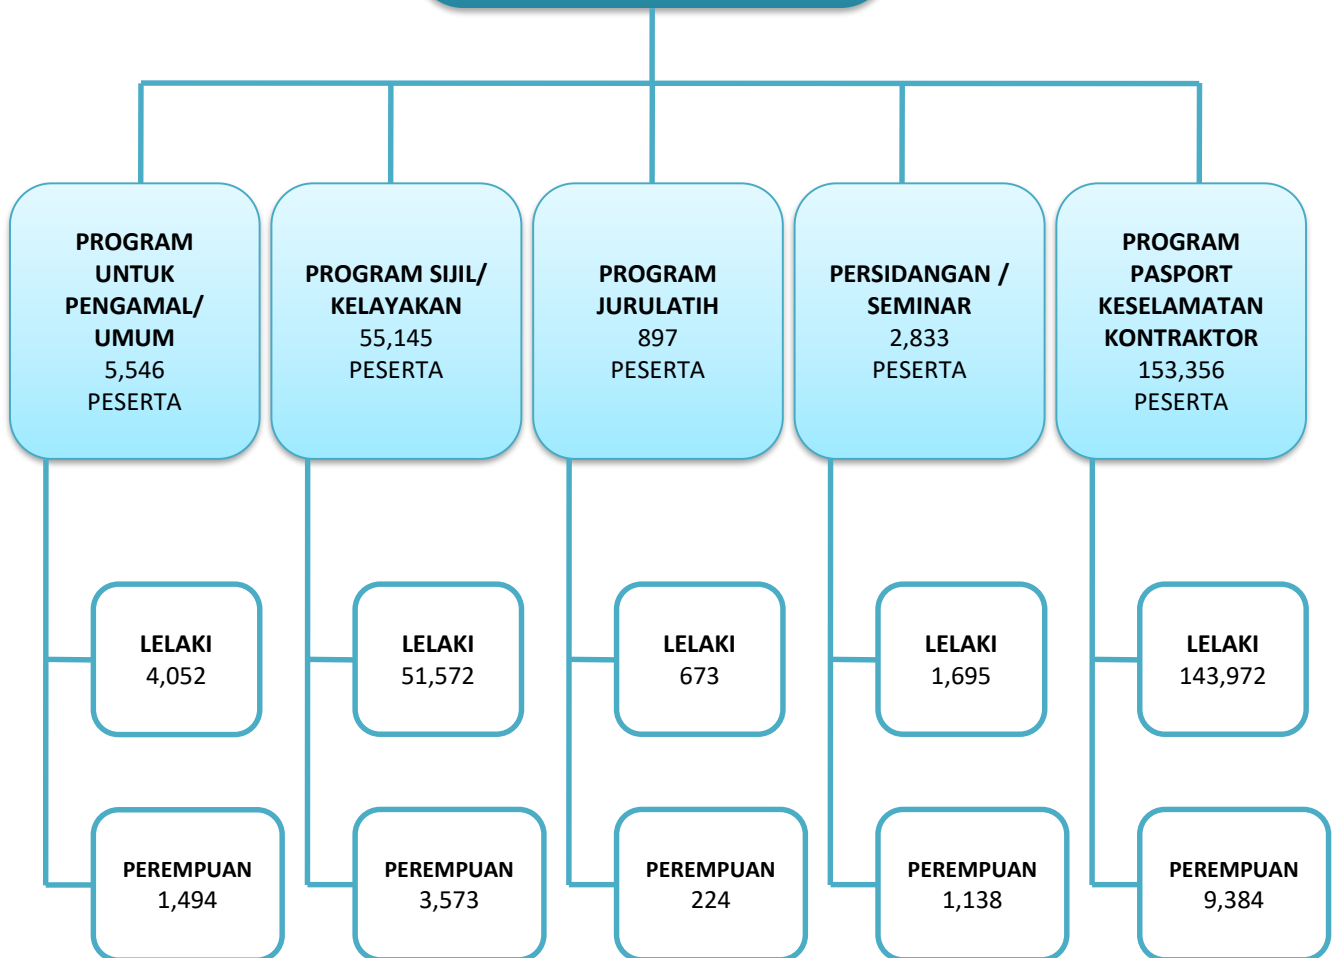 PROGRAM
UNTUK
PENGAMAL/
UMUM
5,546
PESERTA
PROGRAM SIJIL/
KELAYAKAN
55,145
PESERTA
PROGRAM
JURULATIH
897
PESERTA
PERSIDANGAN /
SEMINAR
2,833
PESERTA
PROGRAM
PASPORT
KESELAMATAN
KONTRAKTOR
153,356
PESERTA
LELAKI
4,052
LELAKI
51,572
LELAKI
673
LELAKI
1,695
LELAKI
143,972
PEREMPUAN
1,494
PEREMPUAN
3,573
PEREMPUAN
224
PEREMPUAN
1,138
PEREMPUAN
9,384